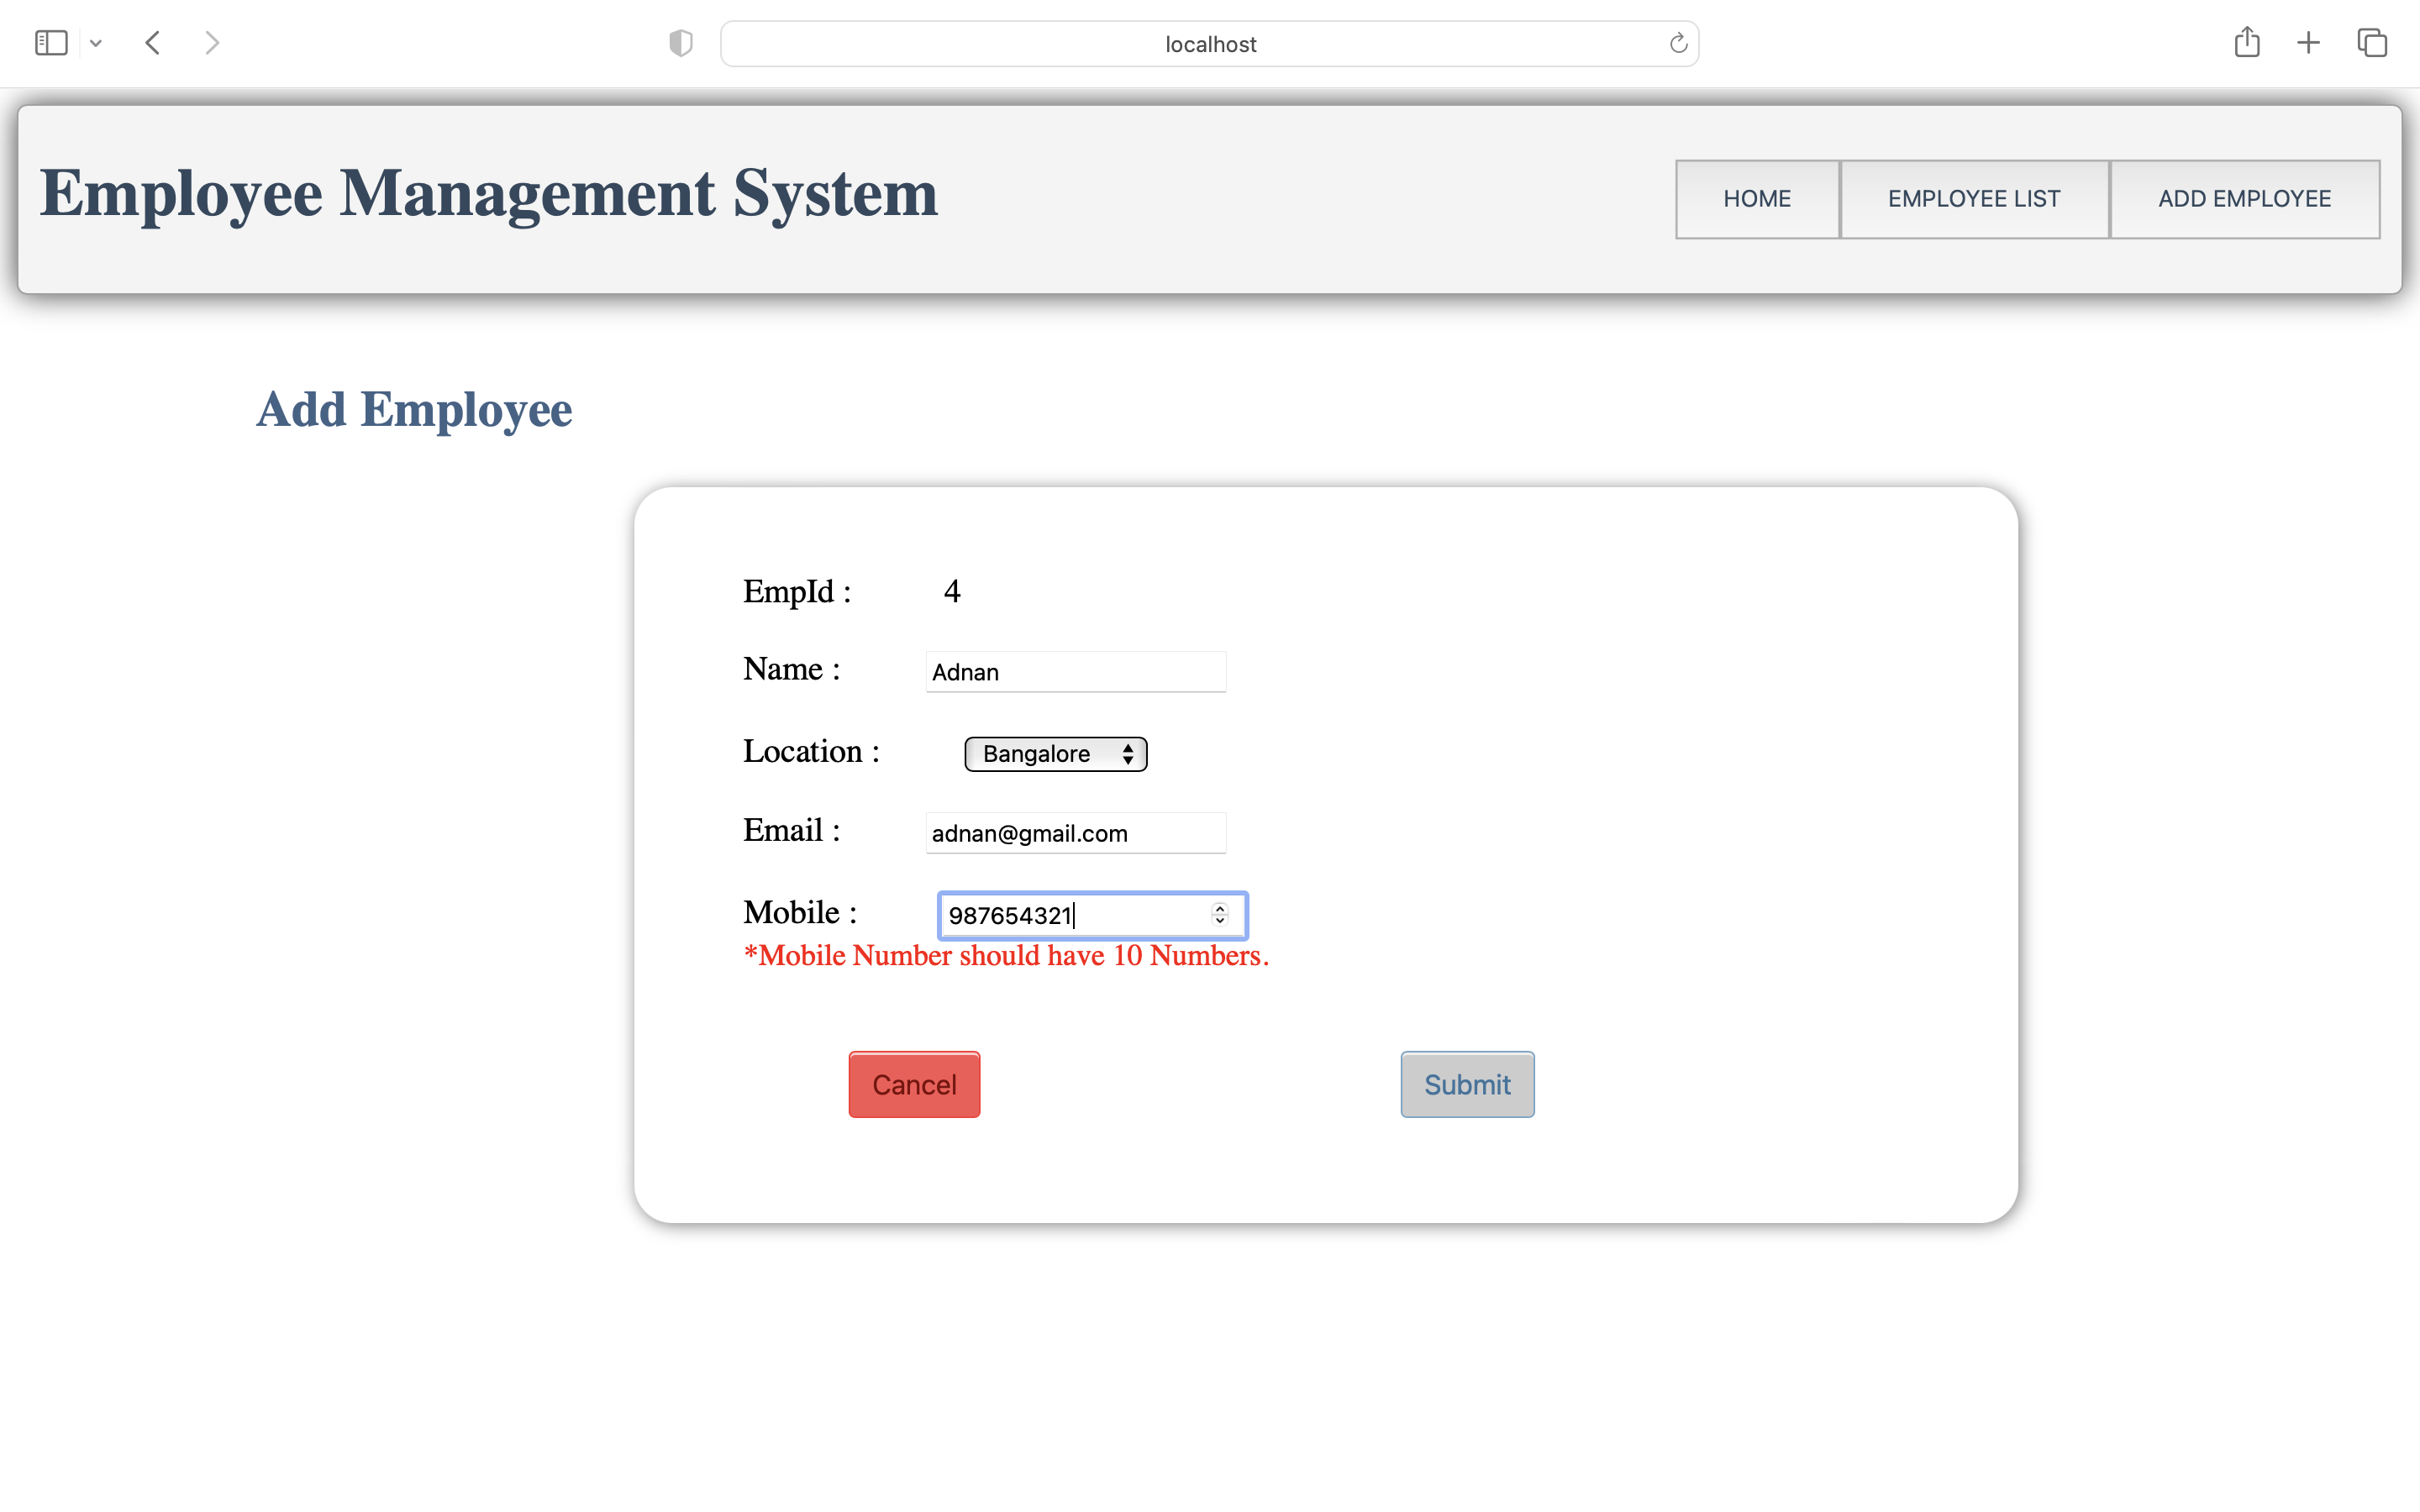 localhost
Employee Management System
HOME
EMPLOYEE LIST
ADD EMPLOYEE
Add Employee
EmpId : 4
Name : Adnan
Location : Bangalore
Email : adnan@gmail.com
Mobile : 987654321
*Mobile Number should have 10 Numbers.
Cancel
Submit